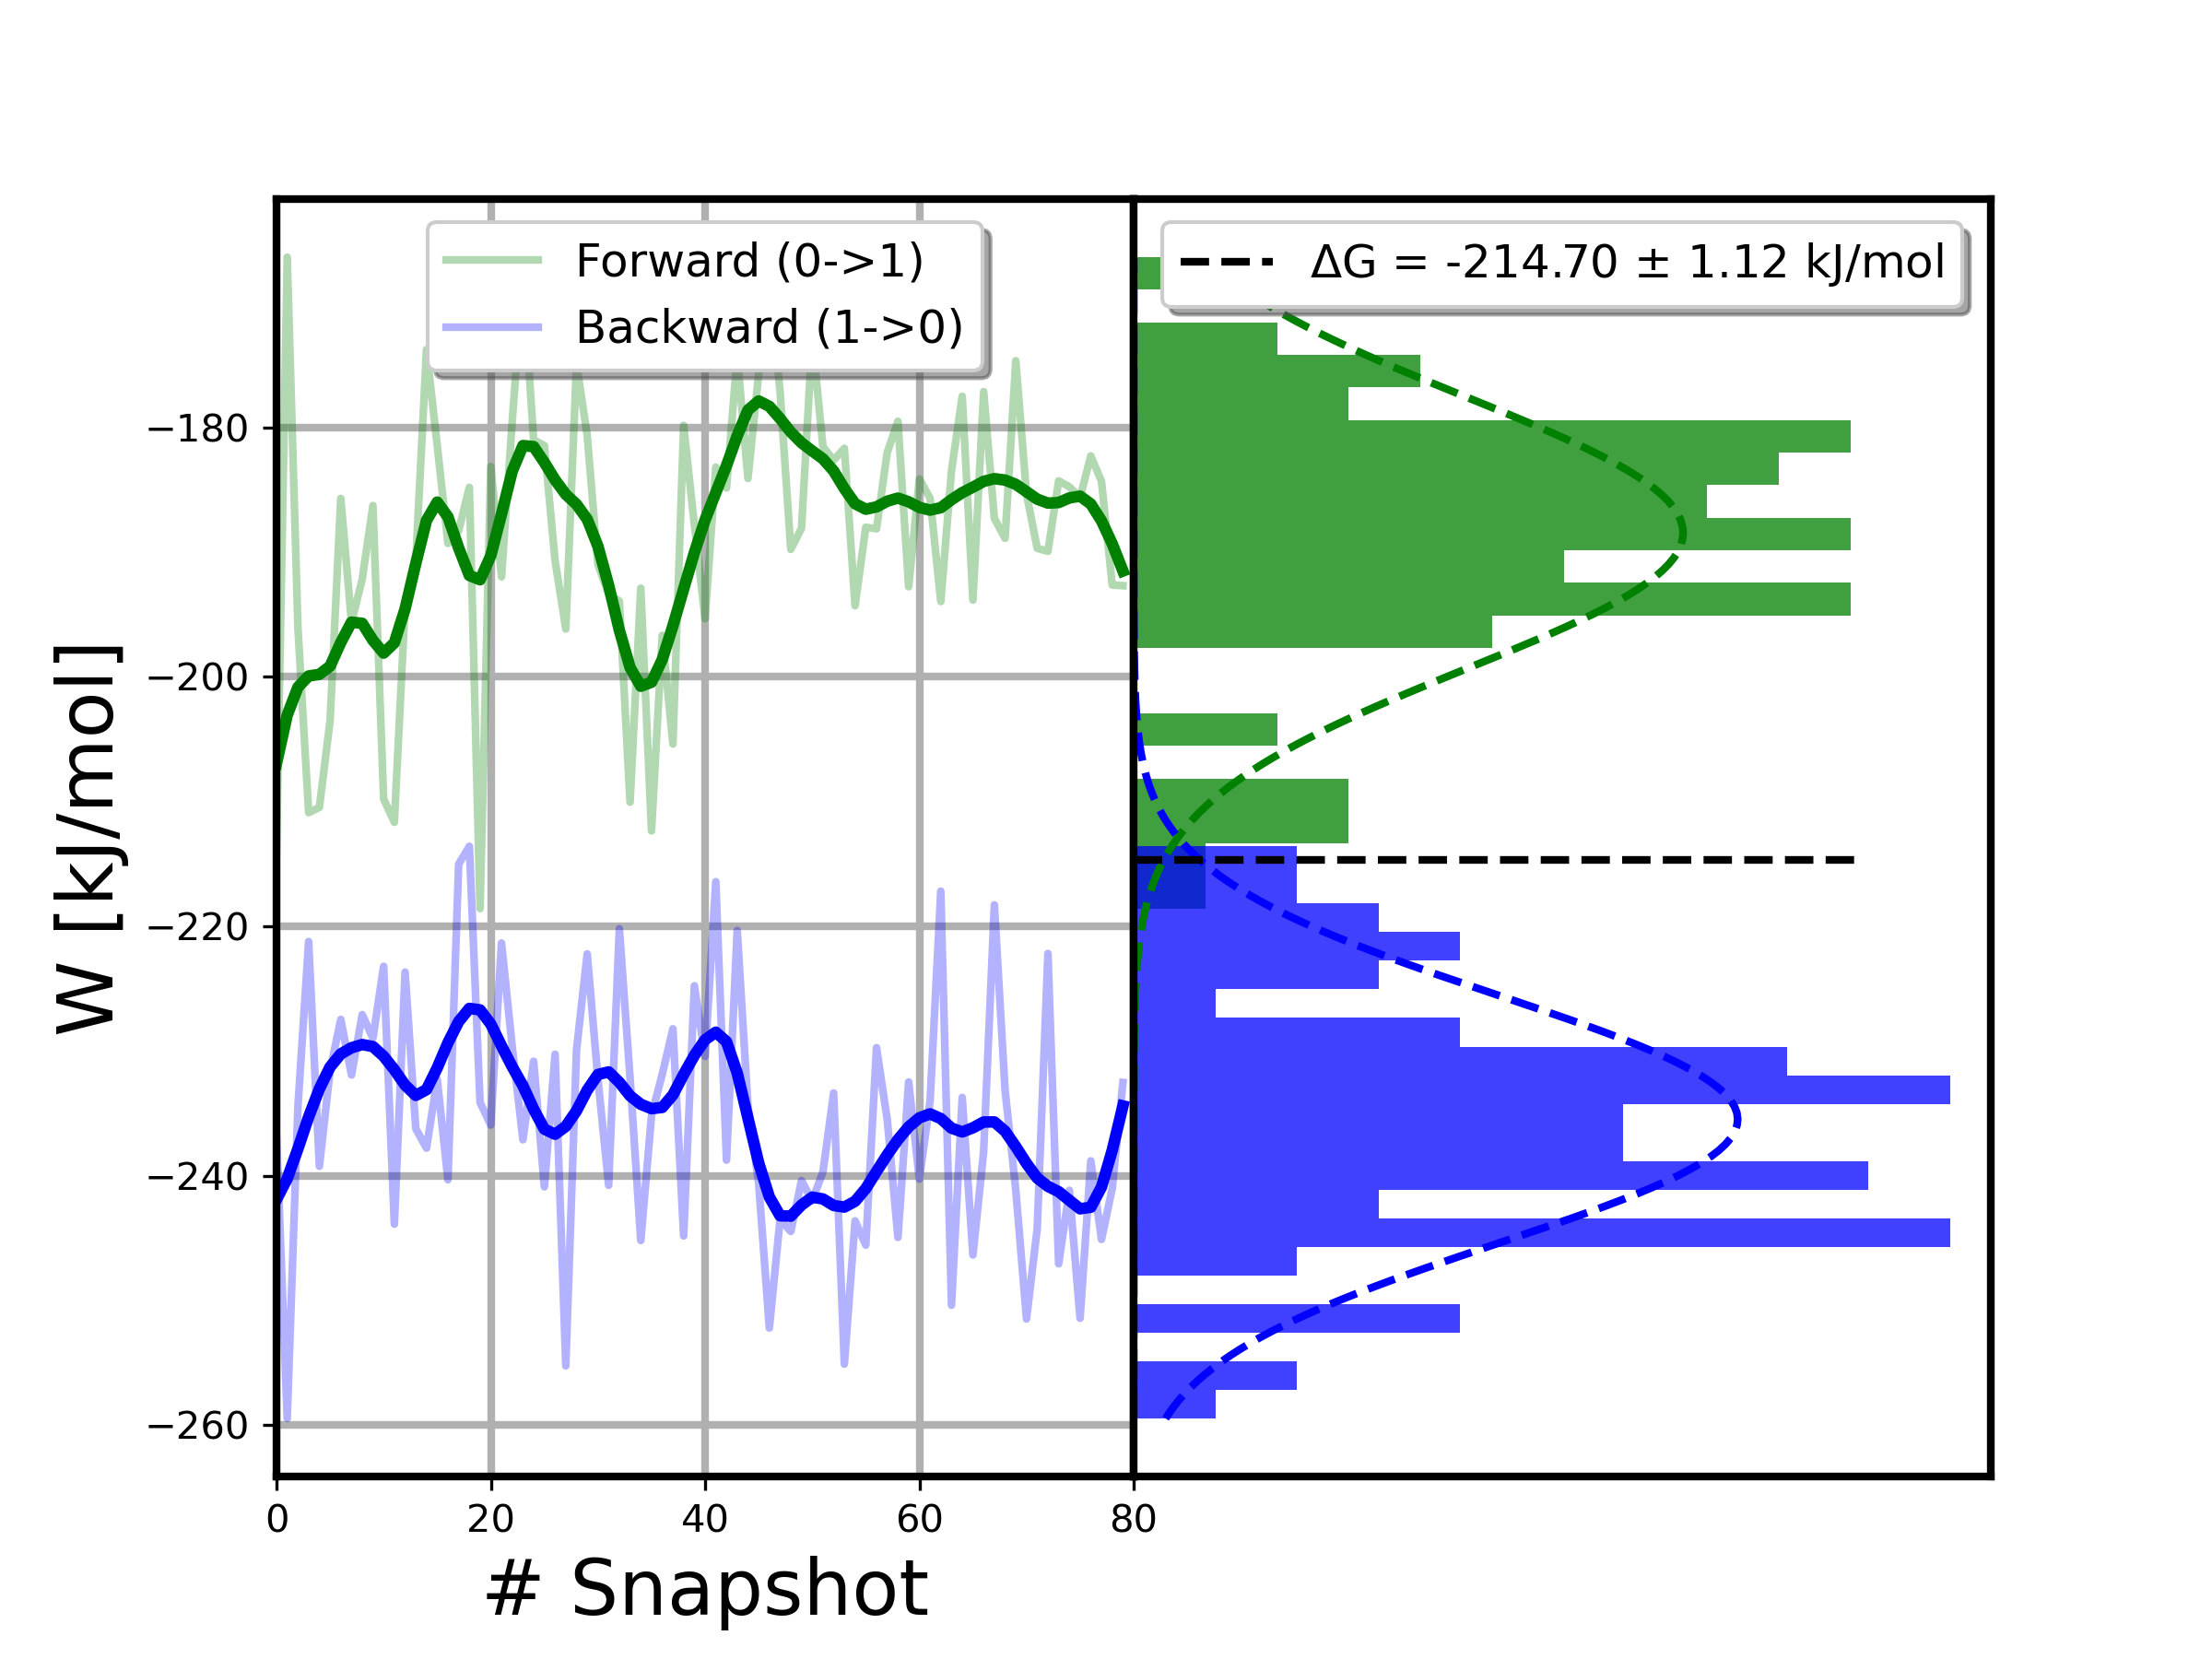 Forward (0->1)
Backward (1->0)
ΔG = -214.70 ± 1.12 kJ/mol
W [kJ/mol]
−180
−200
−220
−240
−260
0 20 40 60 80
# Snapshot